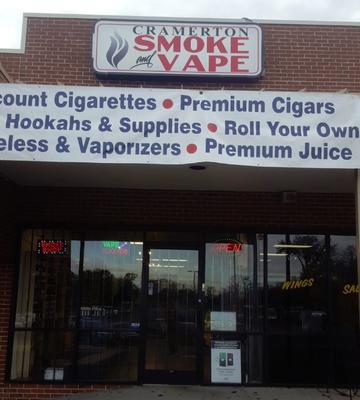 CRAMERTON
SMOKE
and VAPE
count Cigarettes • Premium Cigars
Hookahs & Supplies • Roll Your Own
eless & Vaporizers • Premium Juice
VAPE
OPEN
WINGS